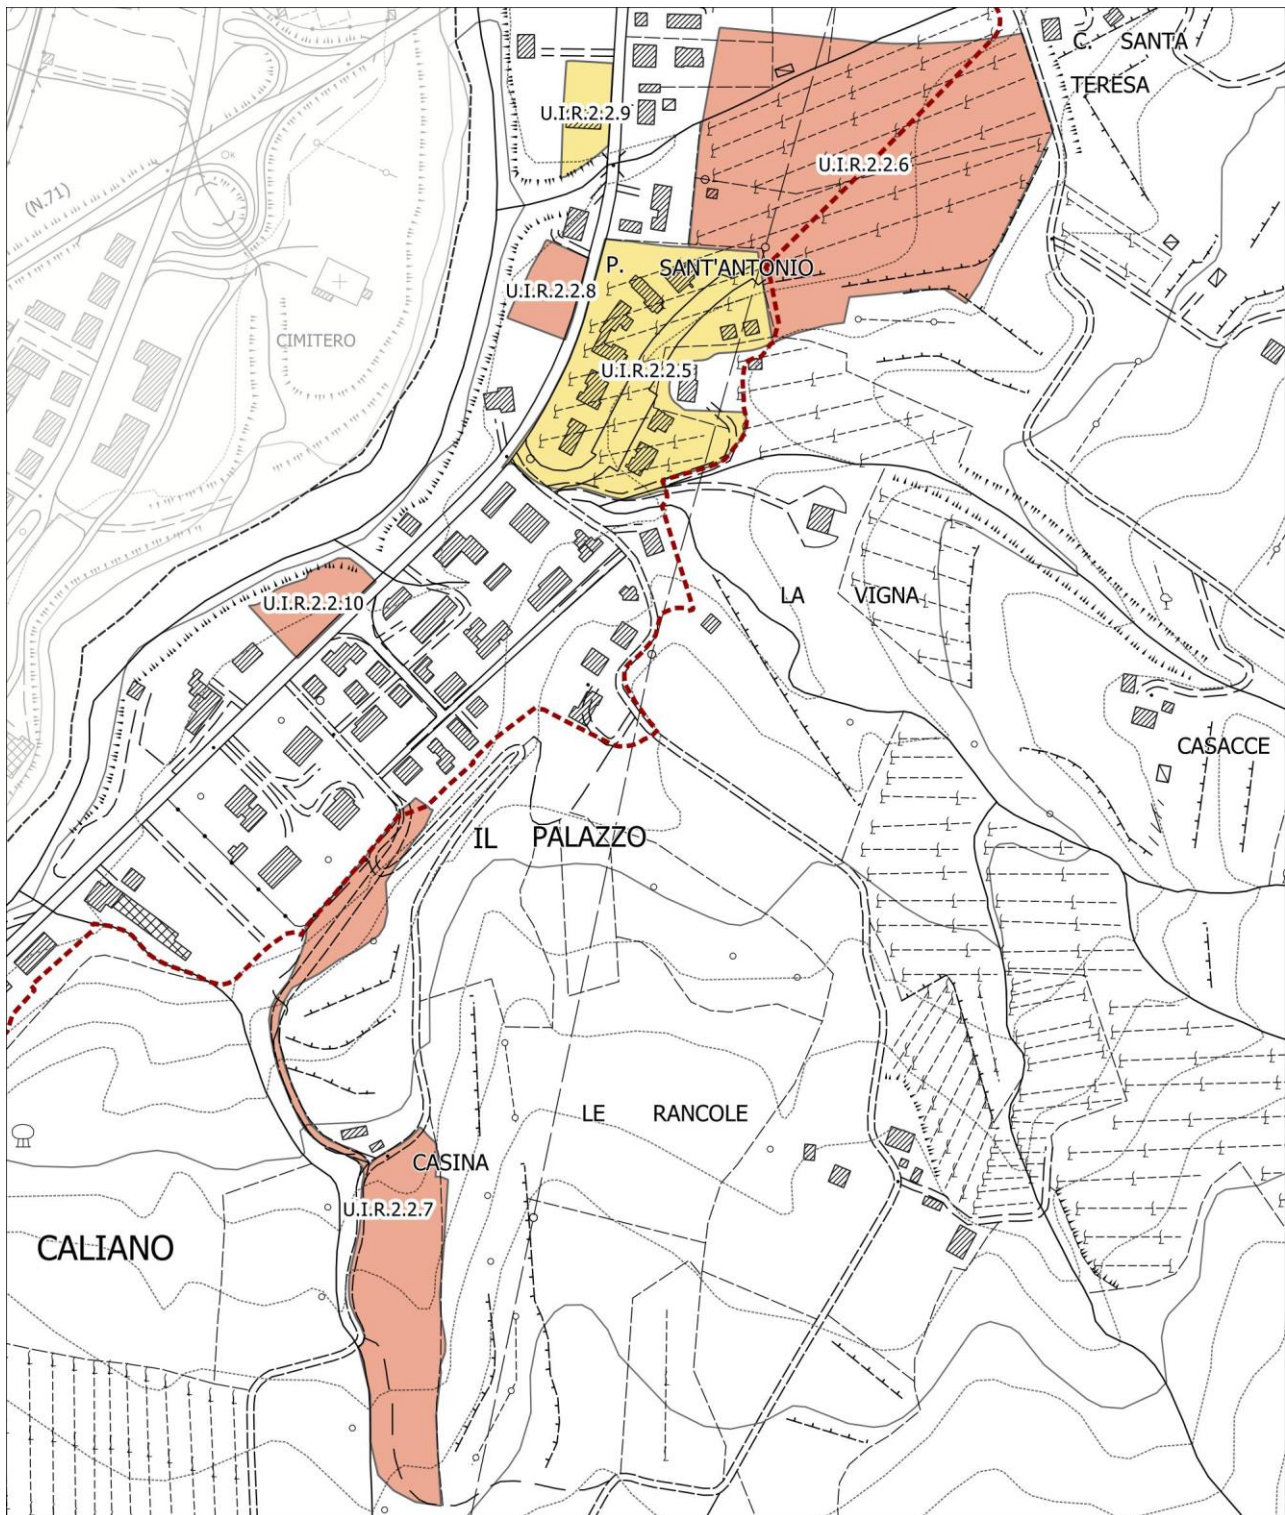 C. SANTA
TERESA
U.I.R.2.2.9
U.I.R.2.2.6
(N.71)
K
P. SANT'ANTONIO
U.I.R.2.2.8
CIMITERO
U.I.R.2.2.5
LA VIGNA
U.I.R.2.2.10
CASACCE
IL PALAZZO
LE RANCOLE
CASINA
U.I.R.2.2.7
CALIANO